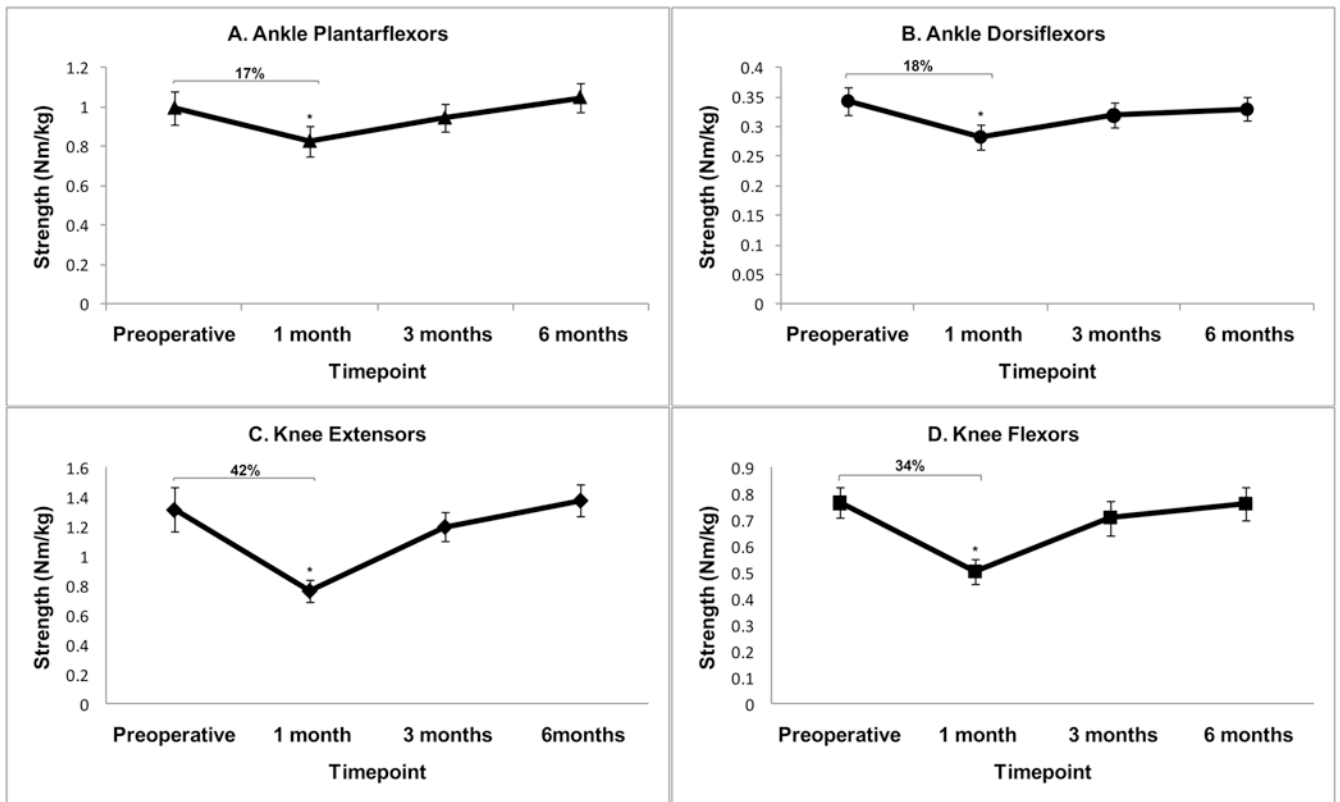 A. Ankle Plantarflexors
17%
*
1.2
1
0.8
0.6
0.4
0.2
0
Strength (Nm/kg)
Preoperative 1 month 3 months 6 months
Timepoint
B. Ankle Dorsiflexors
18%
*
0.4
0.35
0.3
0.25
0.2
0.15
0.1
0.05
0
Strength (Nm/kg)
Preoperative 1 month 3 months 6 months
Timepoint
C. Knee Extensors
42%
*
1.6
1.4
1.2
1
0.8
0.6
0.4
0.2
0
Strength (Nm/kg)
Preoperative 1 month 3 months 6months
Timepoint
D. Knee Flexors
34%
*
0.9
0.8
0.7
0.6
0.5
0.4
0.3
0.2
0.1
0
Strength (Nm/kg)
Preoperative 1 month 3 months 6 months
Timepoint